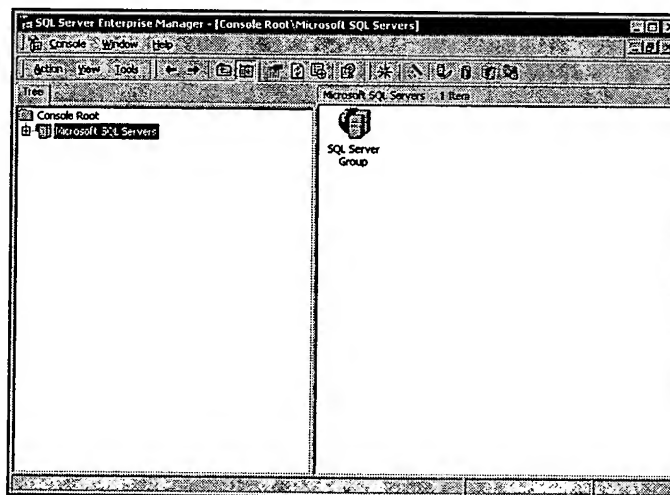 SQL Server Enterprise Manager - [Console Root\Microsoft SQL Servers]
Console Window Help
Action View Tools
Tree
Microsoft SQL Servers 1 Item
Console Root
Microsoft SQL Servers
SQL Server
Group